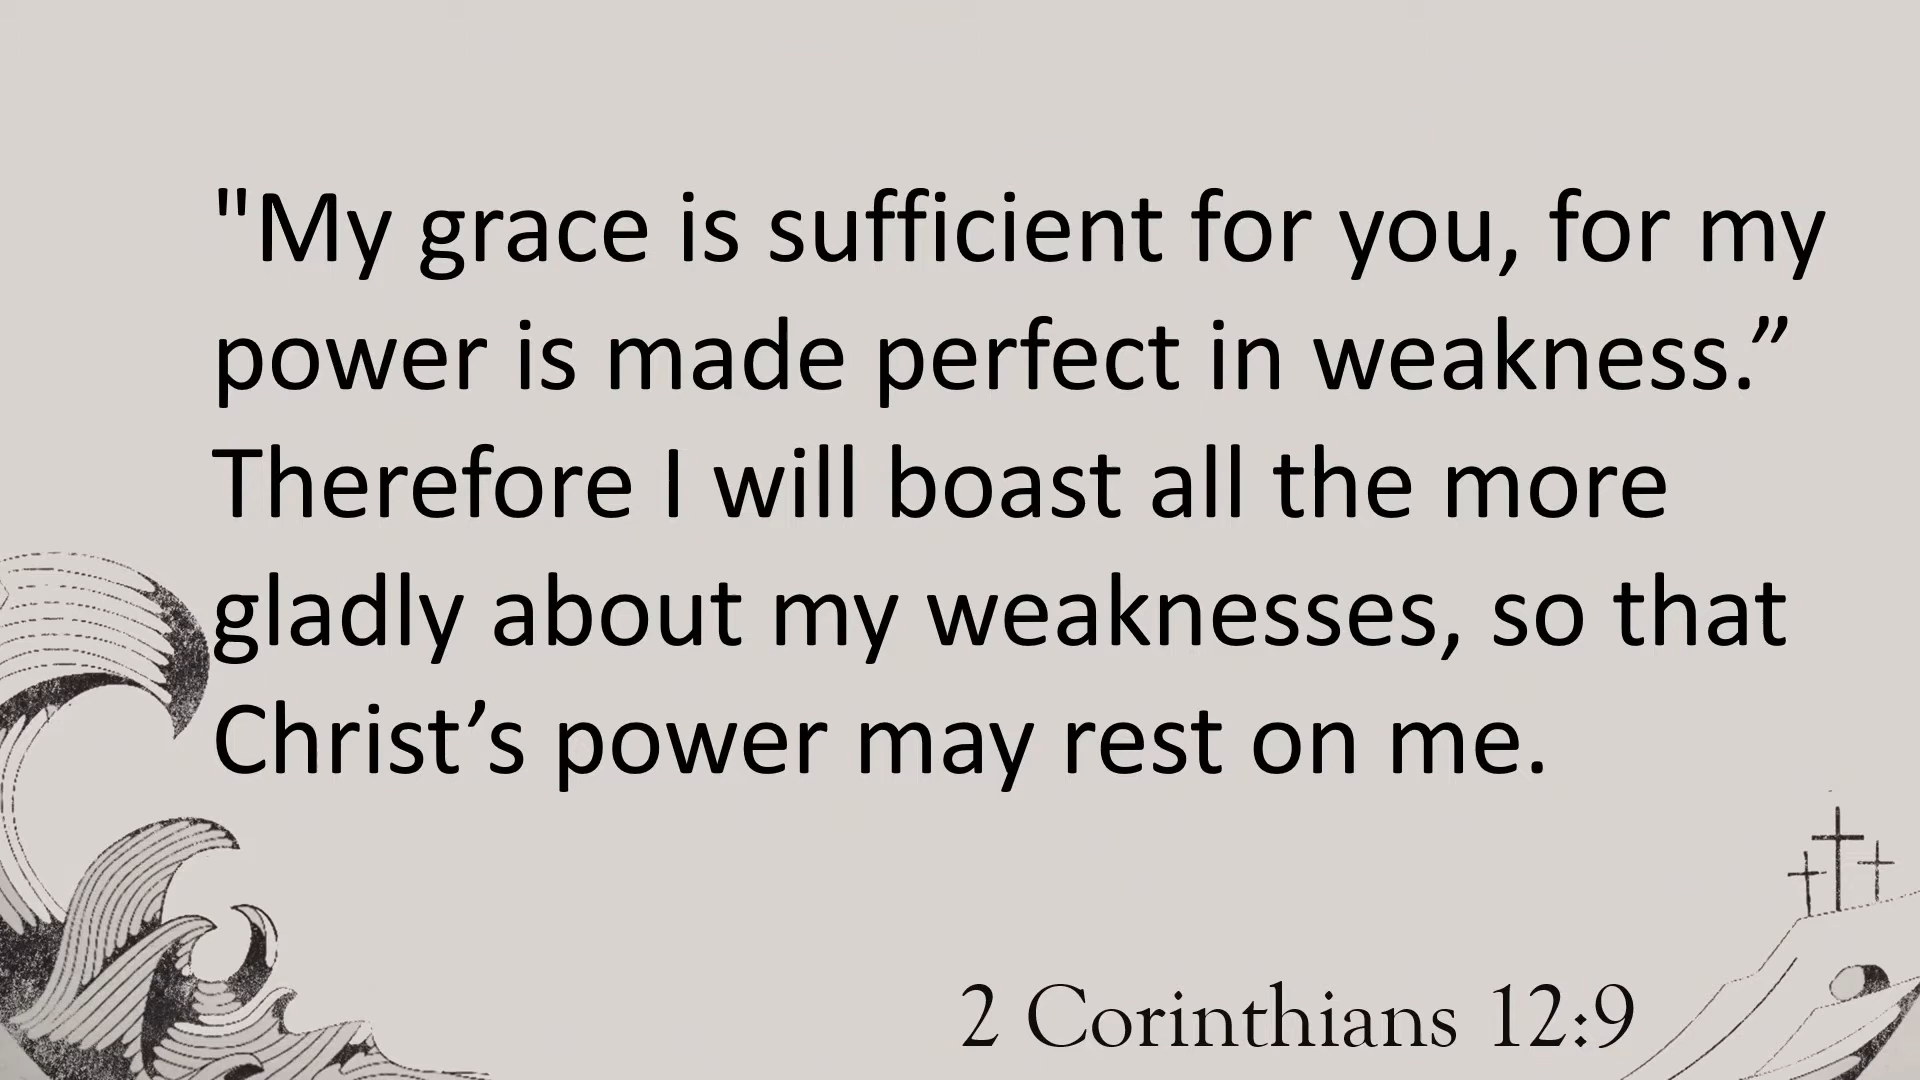 "My grace is sufficient for you, for my
power is made perfect in weakness.”
Therefore I will boast all the more
gladly about my weaknesses, so that
Christ’s power may rest on me.
2 Corinthians 12:9